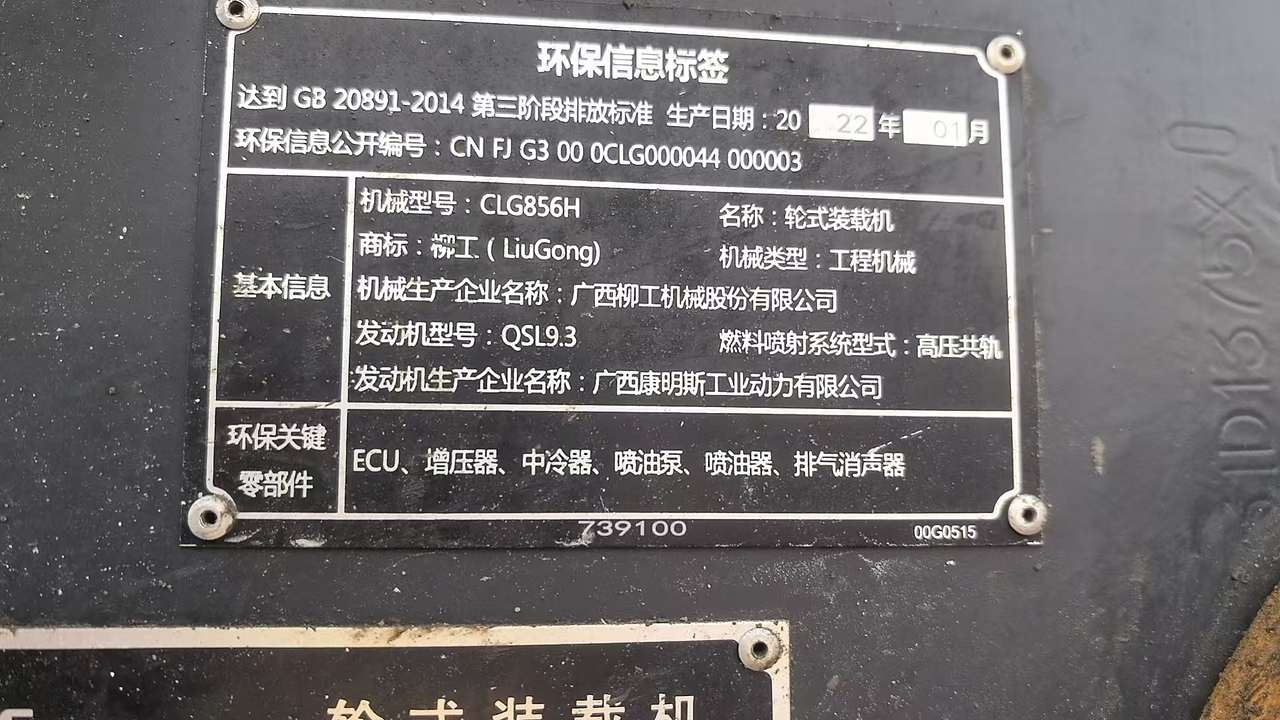 环保信息标签
达到 GB 20891-2014 第三阶段排放标准 生产日期：20 22 年 01 月
环保信息公开编号：CN FJ G3 00 0CLG000044 000003
基本信息
机械型号：CLG856H 名称：轮式装载机
商标：柳工（LiuGong) 机械类型：工程机械
机械生产企业名称：广西柳工机械股份有限公司
发动机型号：QSL9.3 燃料喷射系统型式：高压共轨
发动机生产企业名称：广西康明斯工业动力有限公司
环保关键
零部件
ECU、增压器、中冷器、喷油泵、喷油器、排气消声器
739100 00G0515
轮式装载机